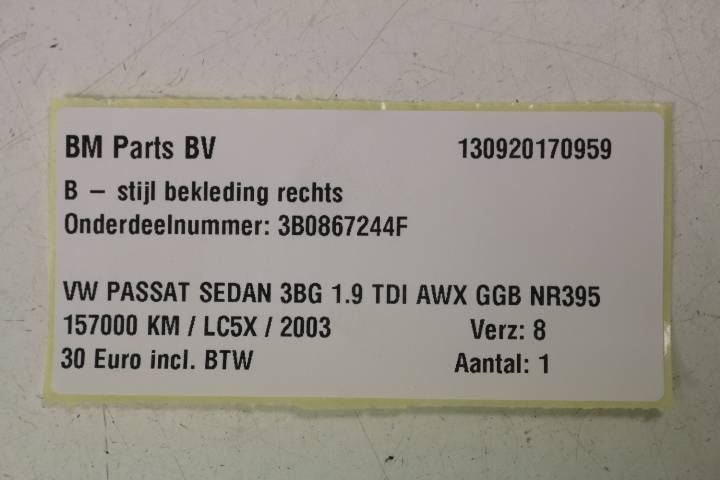 BM Parts BV 130920170959
B – stijl bekleding rechts
Onderdeelnummer: 3B0867244F
VW PASSAT SEDAN 3BG 1.9 TDI AWX GGB NR395
157000 KM / LC5X / 2003 Verz: 8
30 Euro incl. BTW Aantal: 1